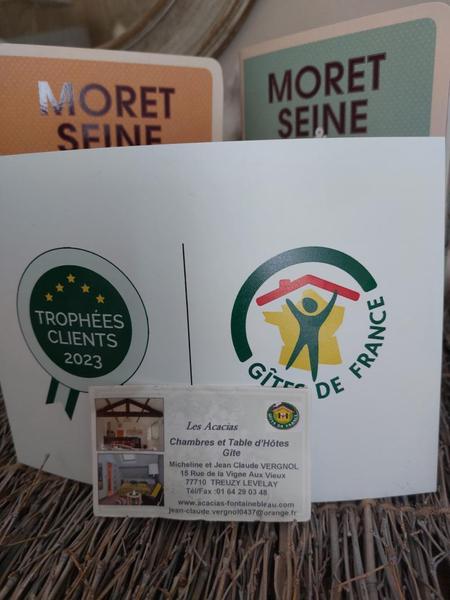 MORET
SEINE
MORET
SEINE
&
TROPHÉES
CLIENTS
2023
GÎTES DE FRANCE
Les Acacias
Chambres et Table d'Hôtes
Gîte
Micheline et Jean Claude VERGNOL
15 Rue de la Vigne Aux Vieux
77710 TREUZY LEVELAY
Tél/Fax :01 64 29 03 48
www.acacias-fontainebleau.com
jean-claude.vergnol0437@orange.fr